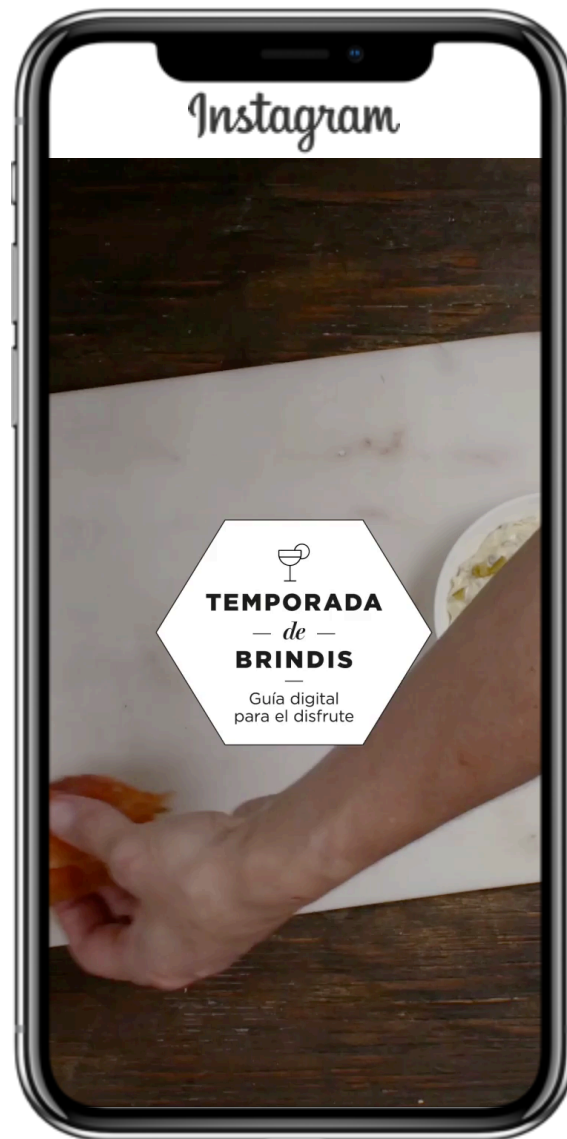 Instagram
TEMPORADA
— de —
BRINDIS
Guía digital
para el disfrute